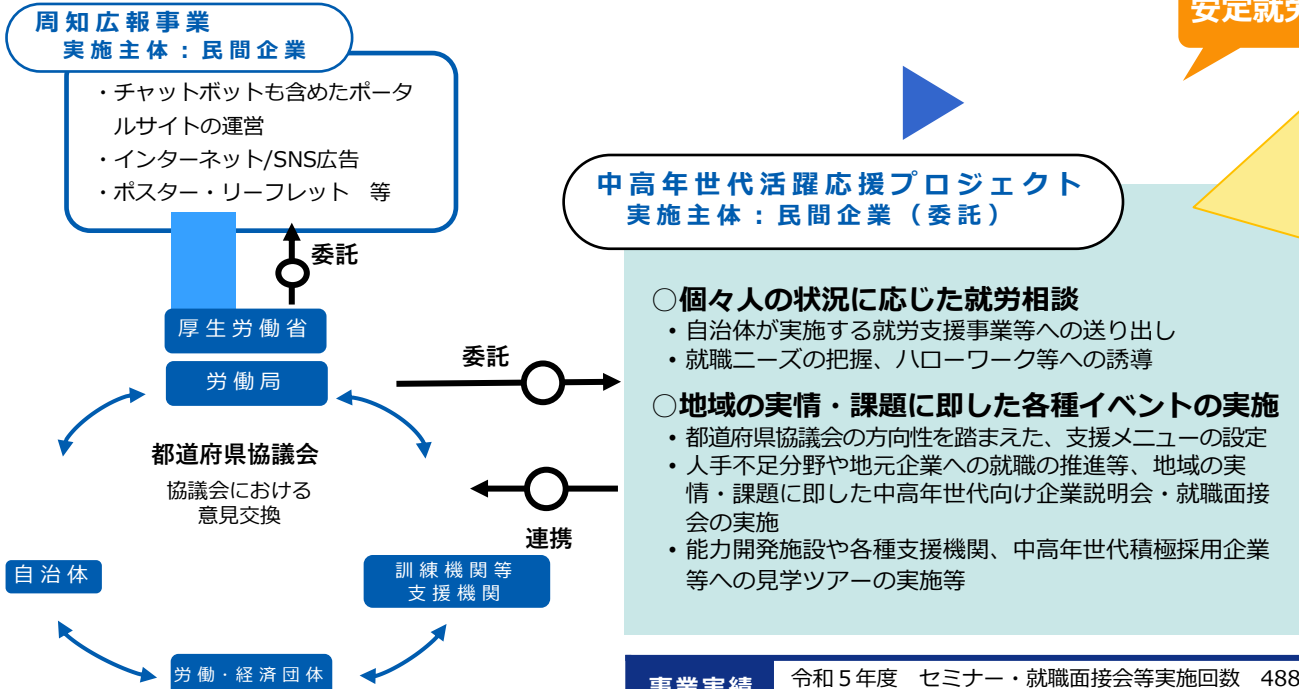 周知広報事業
実施主体：民間企業
・チャットボットも含めたポータ
ルサイトの運営
・インターネット/SNS広告
・ポスター・リーフレット　等
委託
厚生労働省
労働局
都道府県協議会
協議会における
意見交換
自治体
訓練機関等
支援機関
労働・経済団体
委託
連携
安定就労
中高年世代活躍応援プロジェクト
実施主体：民間企業（委託）
○個々人の状況に応じた就労相談
・自治体が実施する就労支援事業等への送り出し
・就職ニーズの把握、ハローワーク等への誘導
○地域の実情・課題に即した各種イベントの実施
・都道府県協議会の方向性を踏まえた、支援メニューの設定
・人手不足分野や地元企業への就職の推進等、地域の実
情・課題に即した中高年世代向け企業説明会・就職面接
会の実施
・能力開発施設や各種支援機関、中高年世代積極採用企業
等への見学ツアーの実施等
事業実績
令和５年度　セミナー・就職面接会等実施回数　488